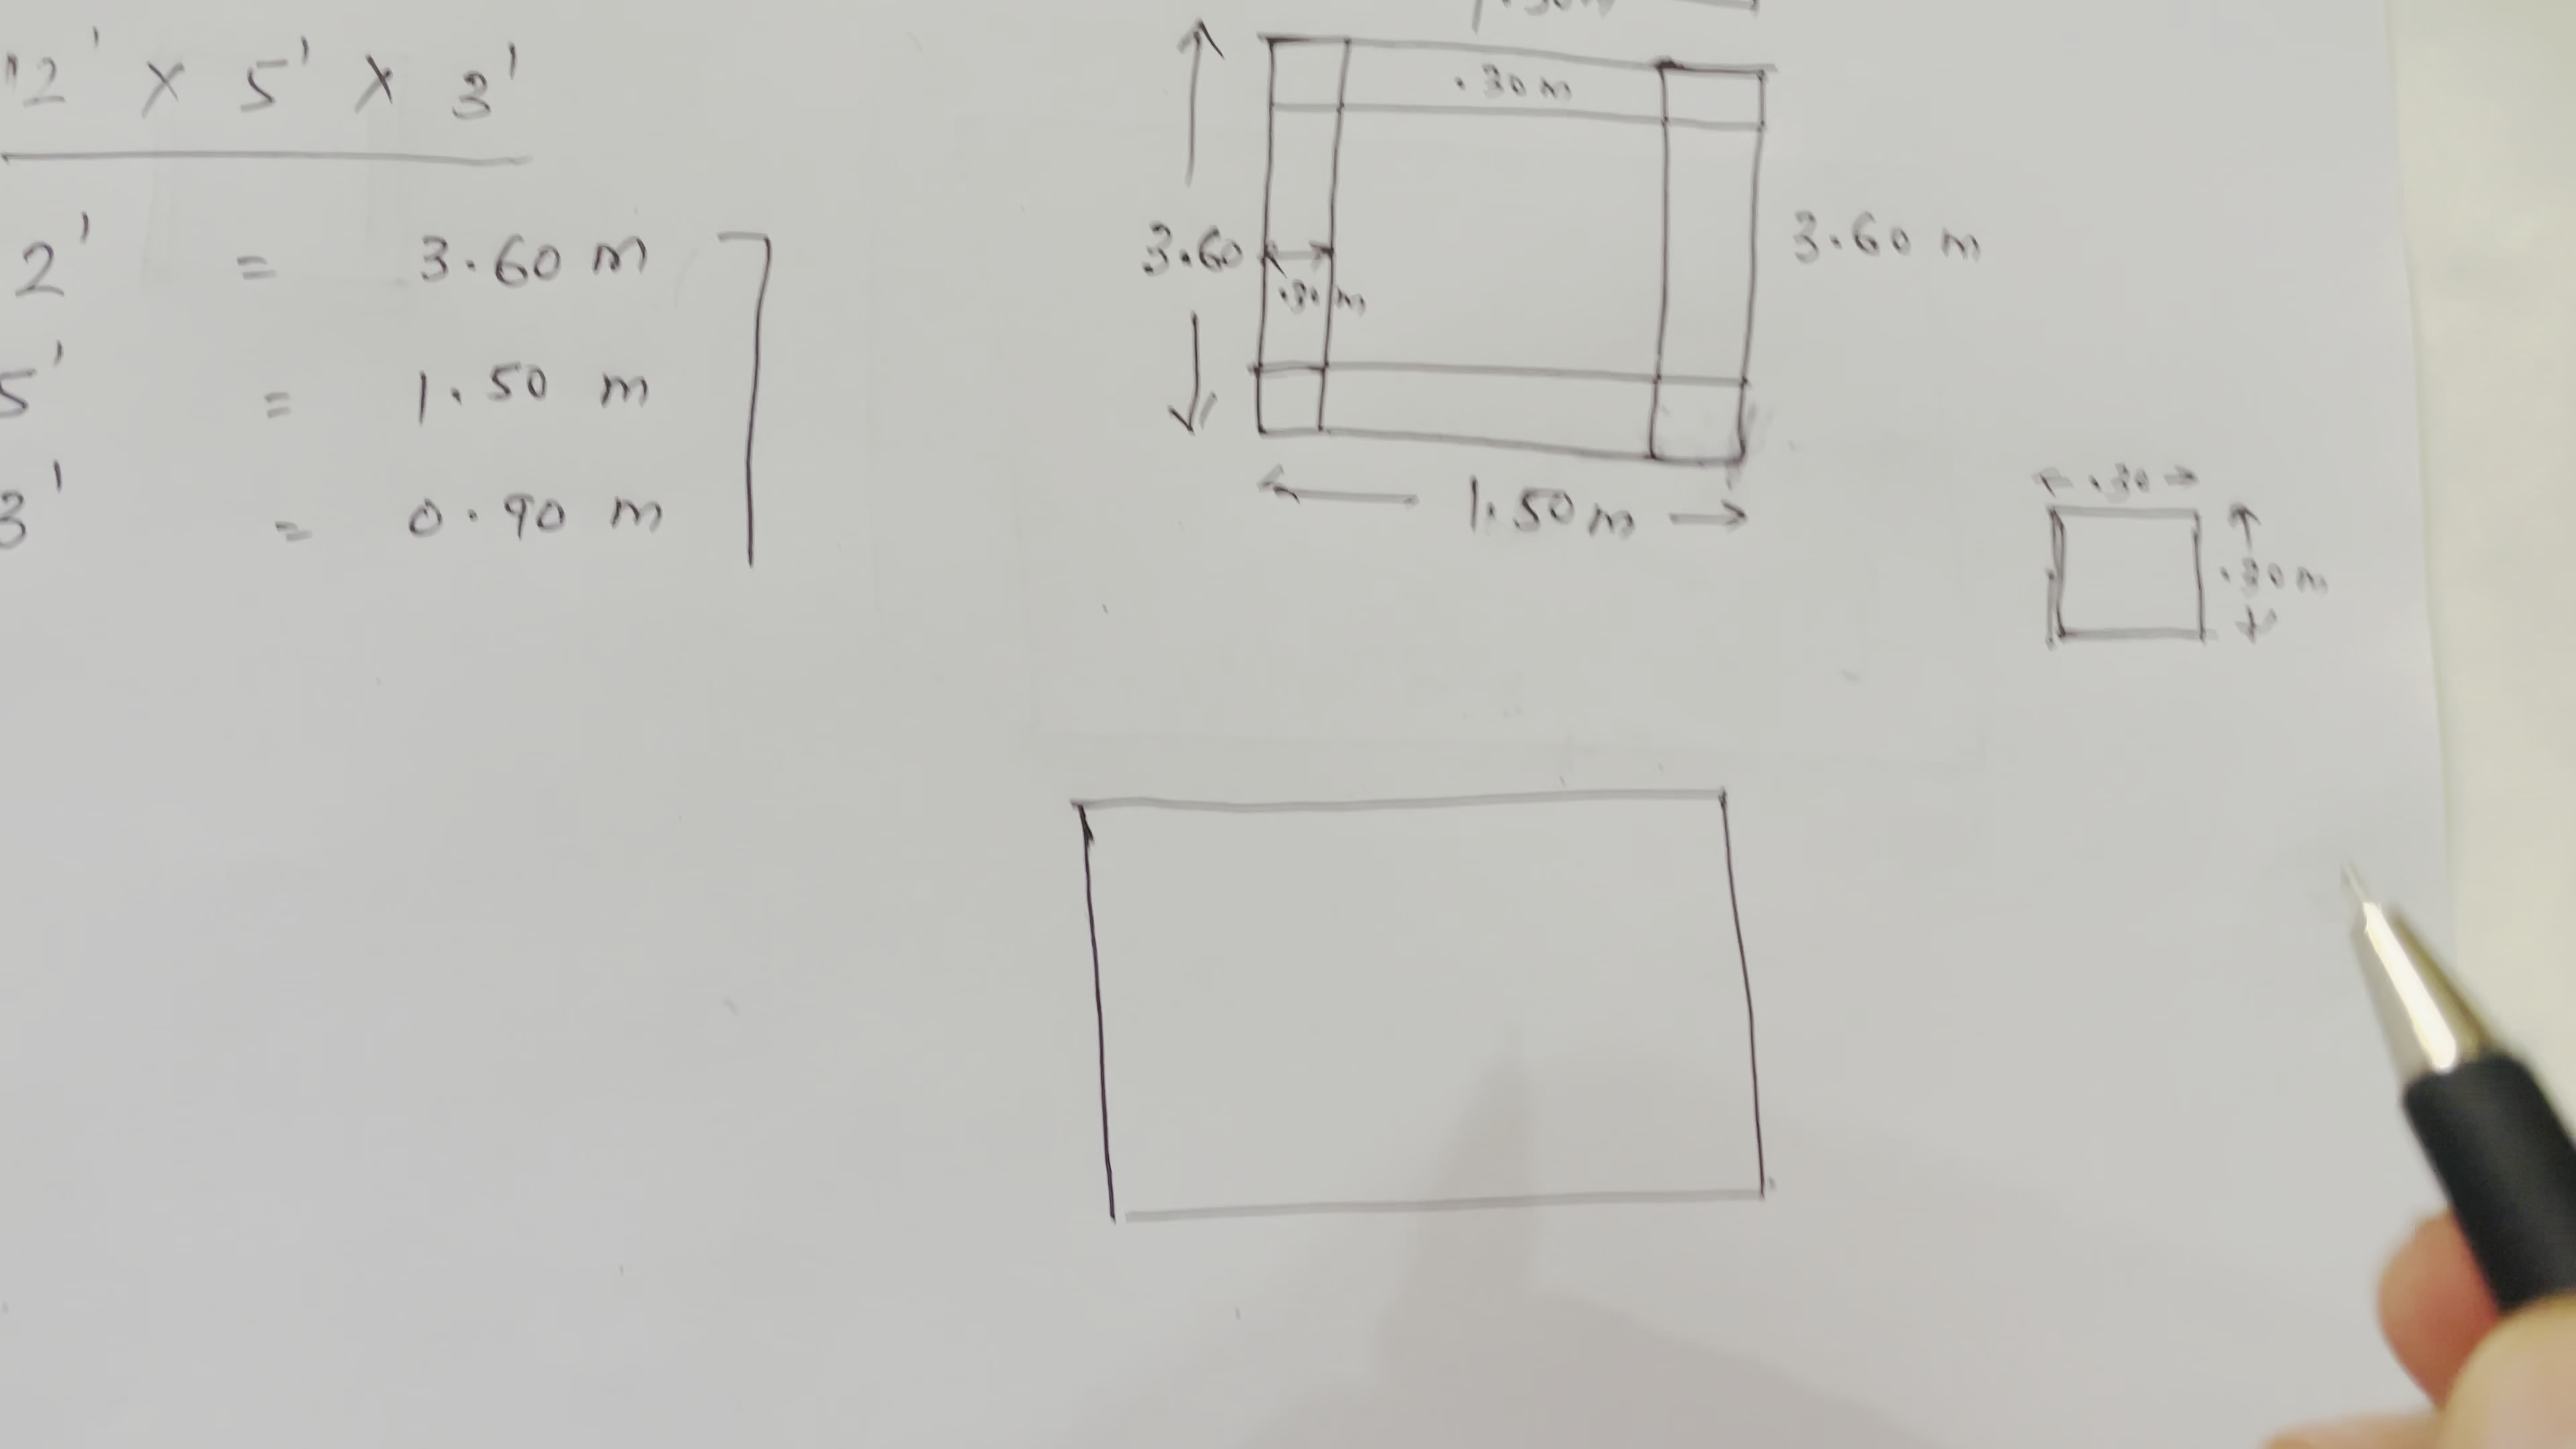 12' X 5' X 3'
2' = 3.60 m
5' = 1.50 m
3' = 0.90 m
.30 m
3.60
.30 m
3.60 m
1.50 m
.30
.30 m